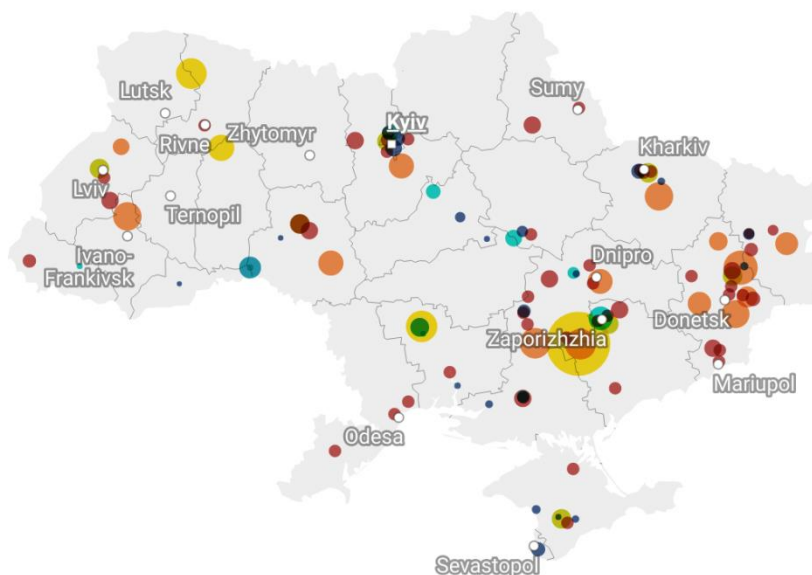 Lutsk
Sumy
Kyiv
Rivne
Zhytomyr
Kharkiv
Lviv
Ternopil
Ivano-
Frankivsk
Dnipro
Donetsk
Zaporizhzhia
Mariupol
Odesa
Sevastopol